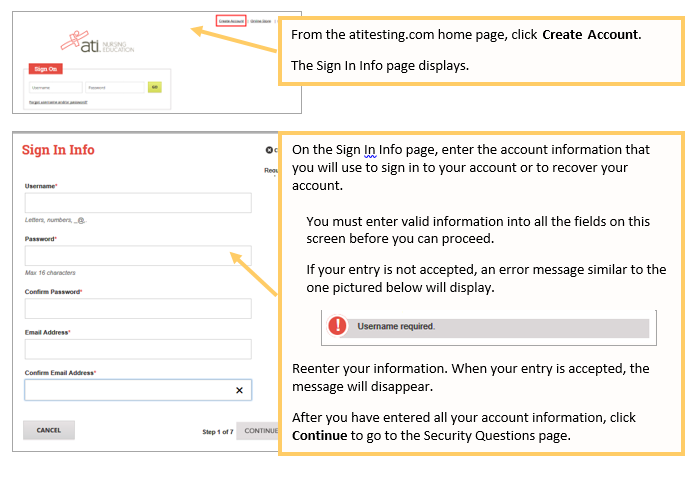 Create Account
Online Store
ati NURSING EDUCATION
From the atitesting.com home page, click Create Account.
The Sign In Info page displays.
Sign On
Username
Password
GO
Forgot username and/or password?
Sign In Info
Username*
Letters, numbers, _@.
Password*
Max 16 characters
Confirm Password*
Email Address*
Confirm Email Address*
CANCEL
Step 1 of 7
CONTINUE
On the Sign In Info page, enter the account information that
you will use to sign in to your account or to recover your
account.
You must enter valid information into all the fields on this
screen before you can proceed.
If your entry is not accepted, an error message similar to the
one pictured below will display.
Username required.
Reenter your information. When your entry is accepted, the
message will disappear.
After you have entered all your account information, click
Continue to go to the Security Questions page.